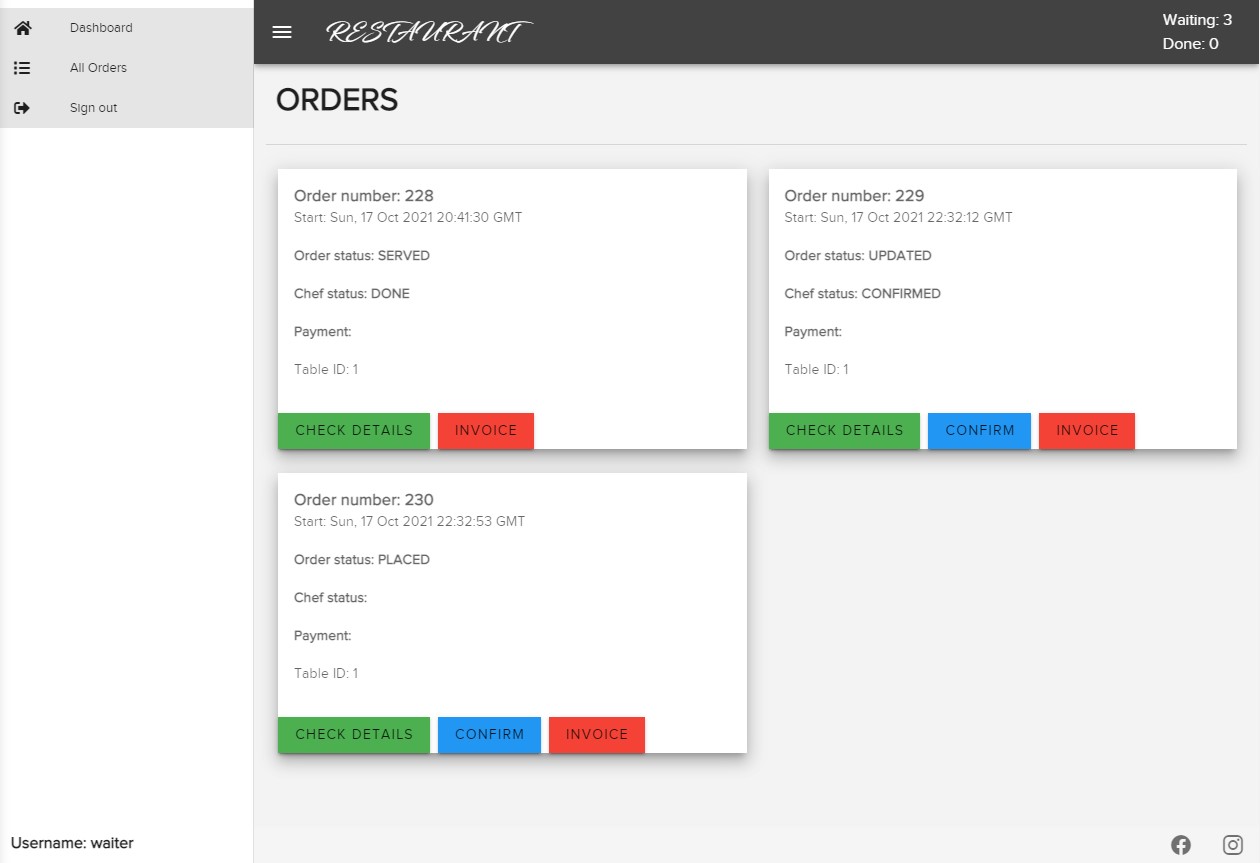 Dashboard
All Orders
Sign out
RESTAURANT
Waiting: 3
Done: 0
ORDERS
Order number: 228
Start: Sun, 17 Oct 2021 20:41:30 GMT
Order status: SERVED
Chef status: DONE
Payment:
Table ID: 1
CHECK DETAILS
INVOICE
Order number: 229
Start: Sun, 17 Oct 2021 22:32:12 GMT
Order status: UPDATED
Chef status: CONFIRMED
Payment:
Table ID: 1
CHECK DETAILS
CONFIRM
INVOICE
Order number: 230
Start: Sun, 17 Oct 2021 22:32:53 GMT
Order status: PLACED
Chef status:
Payment:
Table ID: 1
CHECK DETAILS
CONFIRM
INVOICE
Username: waiter